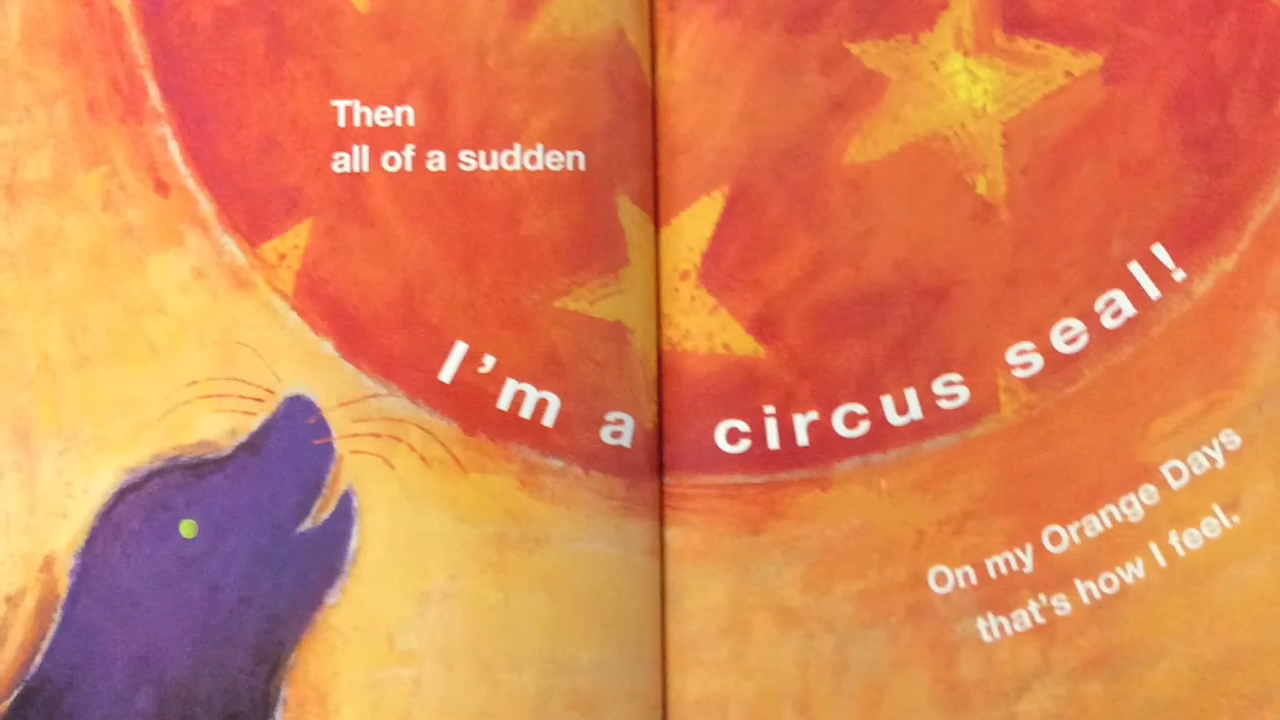 Then
all of a sudden
I'm a circus seal!
On my Orange Days
that's how I feel.